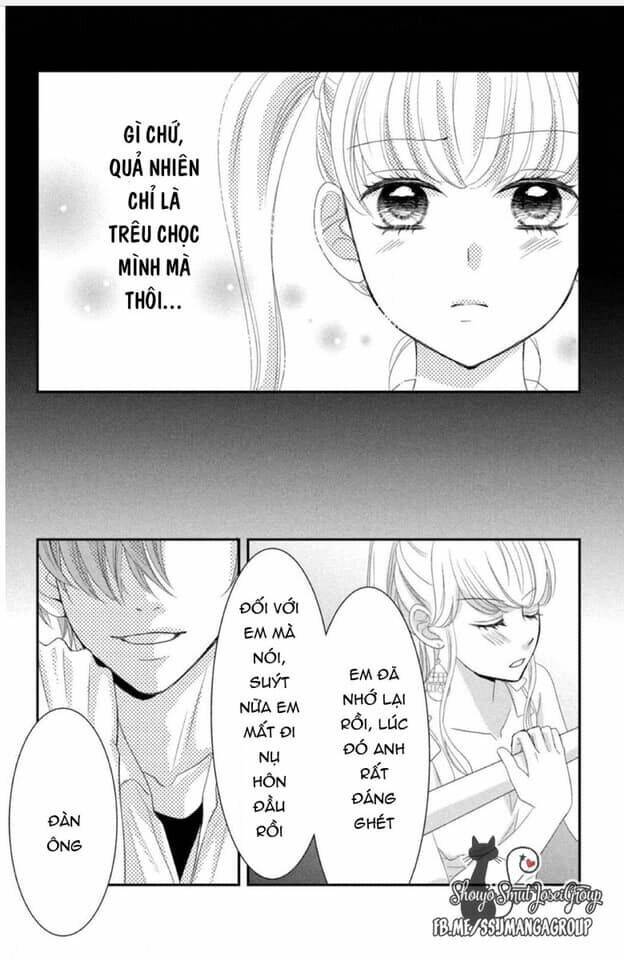 GÌ CHỨ,
QUẢ NHIÊN
CHỈ LÀ
TRÊU CHỌC
MÌNH MÀ
THÔI...
EM ĐÃ
NHỚ LẠI
RỒI, LÚC
ĐÓ ANH
RẤT
ĐÁNG
GHÉT
ĐỐI VỚI
EM MÀ
NÓI,
SUÝT
NỮA EM
MẤT ĐI
NỤ
HÔN
ĐẦU
RỒI
ĐÀN
ÔNG
Shoujo Smut Josei Group
FB.ME/SSJMANGAGROUP